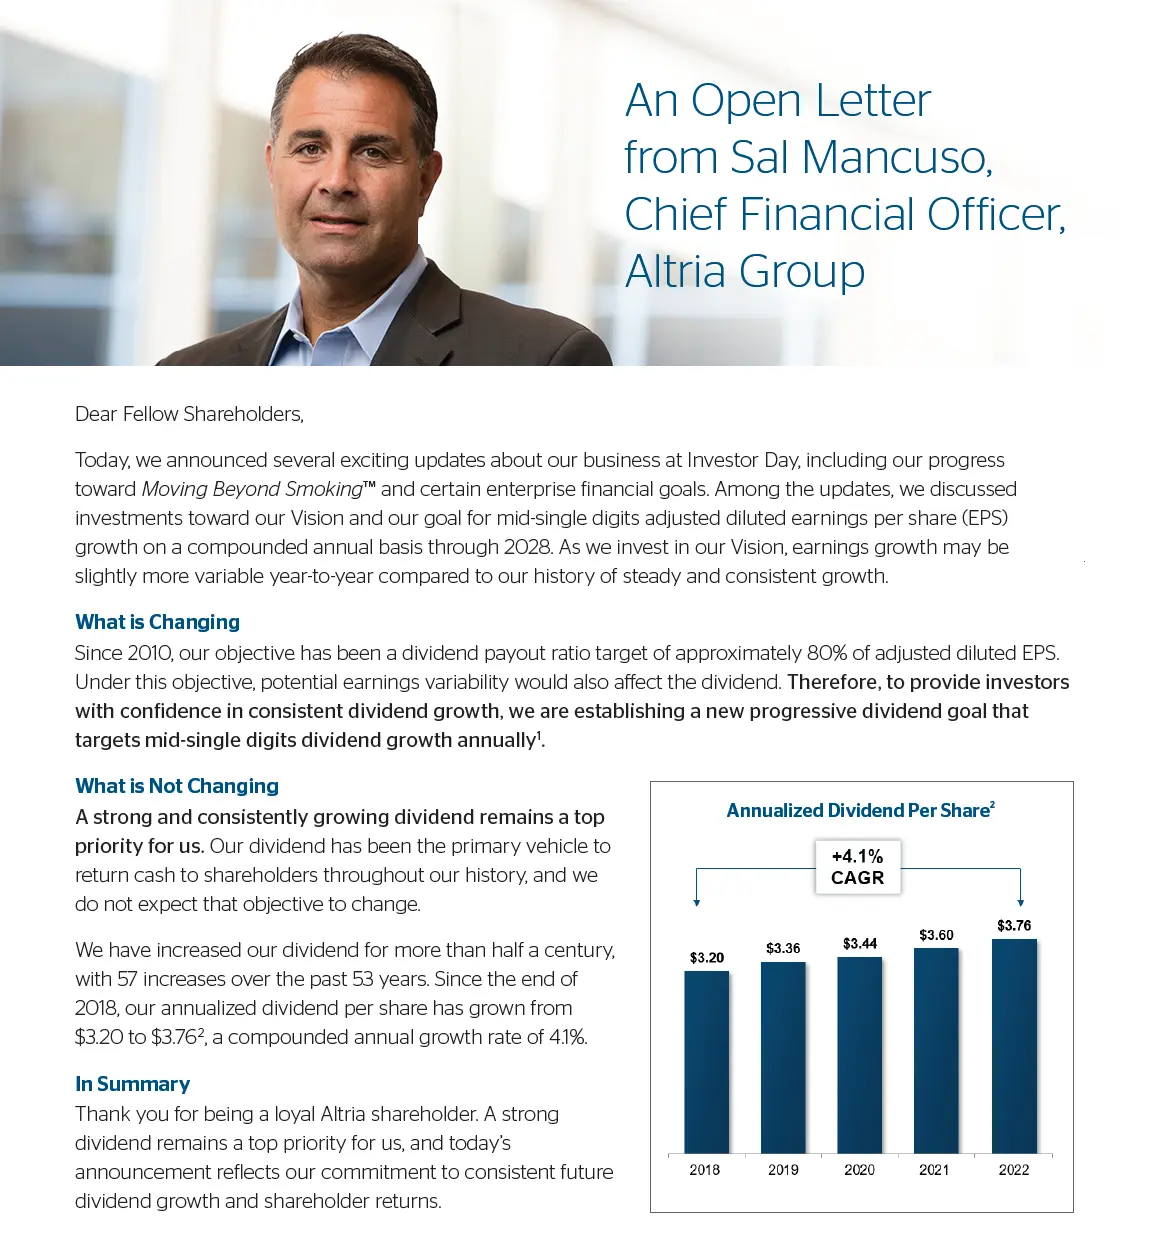 An Open Letter
from Sal Mancuso,
Chief Financial Officer,
Altria Group
Dear Fellow Shareholders,
Today, we announced several exciting updates about our business at Investor Day, including our progress
toward Moving Beyond Smoking™ and certain enterprise financial goals. Among the updates, we discussed
investments toward our Vision and our goal for mid-single digits adjusted diluted earnings per share (EPS)
growth on a compounded annual basis through 2028. As we invest in our Vision, earnings growth may be
slightly more variable year-to-year compared to our history of steady and consistent growth.
What is Changing
Since 2010, our objective has been a dividend payout ratio target of approximately 80% of adjusted diluted EPS.
Under this objective, potential earnings variability would also affect the dividend. Therefore, to provide investors
with confidence in consistent dividend growth, we are establishing a new progressive dividend goal that
targets mid-single digits dividend growth annually¹.
What is Not Changing
A strong and consistently growing dividend remains a top
priority for us. Our dividend has been the primary vehicle to
return cash to shareholders throughout our history, and we
do not expect that objective to change.
We have increased our dividend for more than half a century,
with 57 increases over the past 53 years. Since the end of
2018, our annualized dividend per share has grown from
$3.20 to $3.76², a compounded annual growth rate of 4.1%.
In Summary
Thank you for being a loyal Altria shareholder. A strong
dividend remains a top priority for us, and today's
announcement reflects our commitment to consistent future
dividend growth and shareholder returns.
Annualized Dividend Per Share²
+4.1%
CAGR
$3.20 $3.36 $3.44 $3.60 $3.76
2018 2019 2020 2021 2022